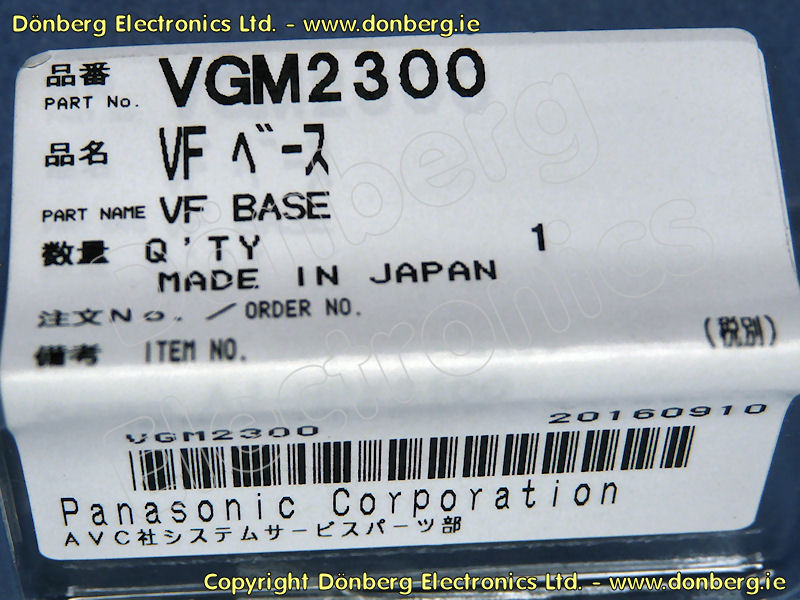 Dönberg Electronics Ltd. - www.donberg.ie
品番 VGM2300
PART No.
品名 VF ベース
PART NAME VF BASE
数量 Q'TY 1
MADE IN JAPAN
注文No. / ORDER NO.
備考 ITEM NO. (税別)
VGM2300 20160910
Panasonic Corporation
AVC社システムサービスパーツ部
Dönberg
Electronics
Copyright Dönberg Electronics Ltd. - www.donberg.ie